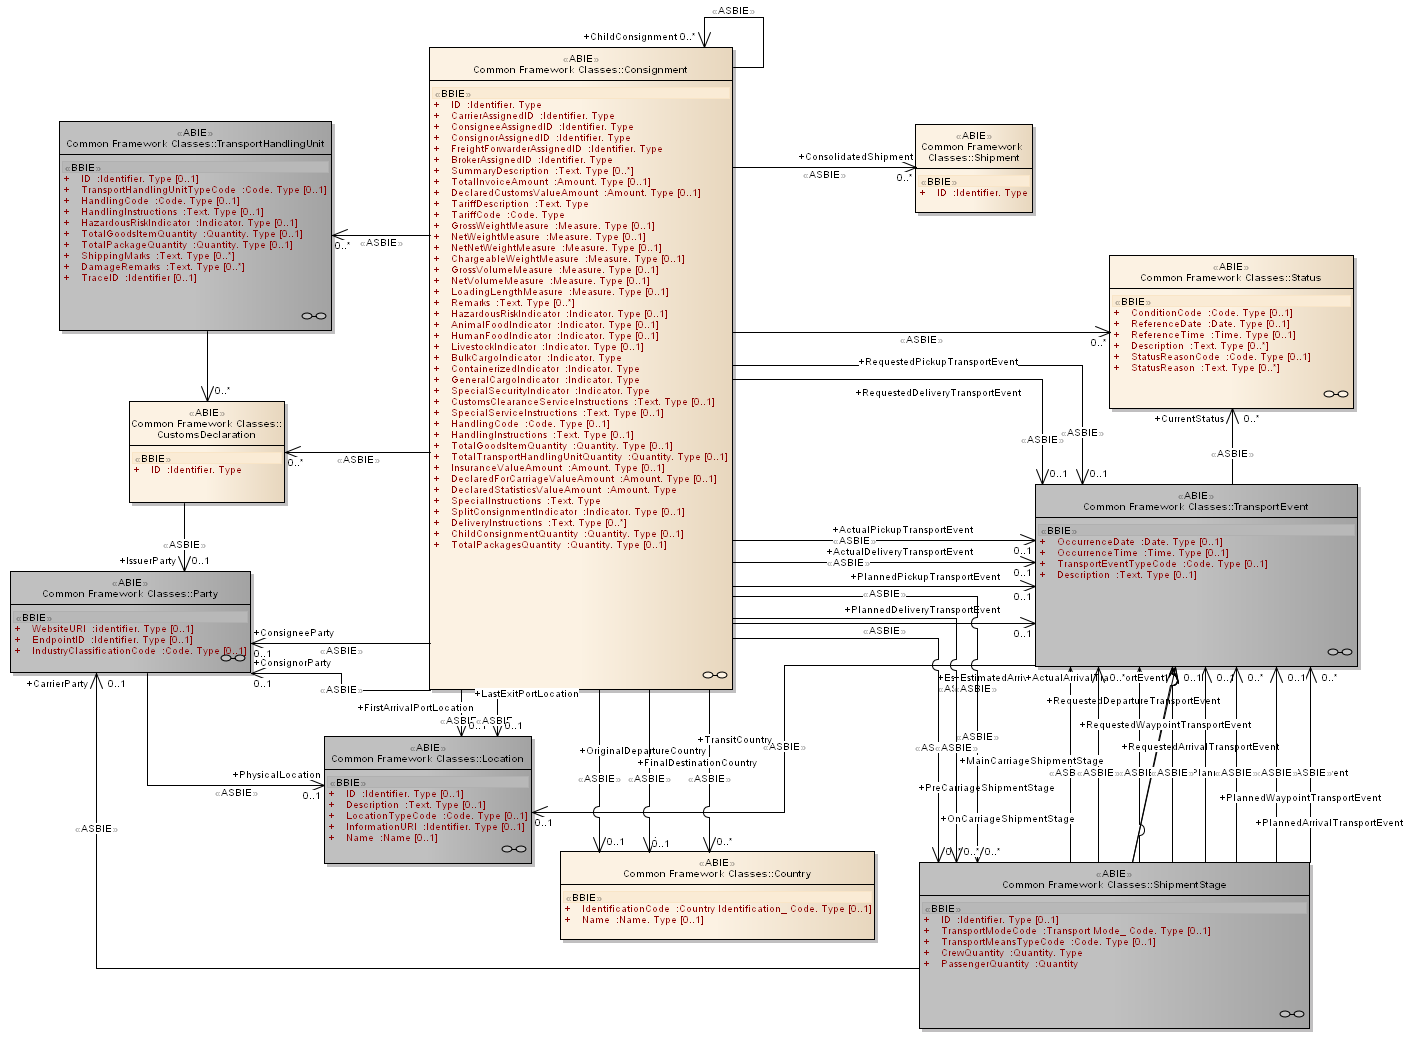 «ASBIE»
+ChildConsignment 0..*
«ABIE»
Common Framework Classes::Consignment
«BBIE»
+ ID :Identifier. Type
+ CarrierAssignedID :Identifier. Type
+ ConsigneeAssignedID :Identifier. Type
+ ConsignorAssignedID :Identifier. Type
+ FreightForwarderAssignedID :Identifier. Type
+ BrokerAssignedID :Identifier. Type
+ SummaryDescription :Text. Type [0..*]
+ TotalInvoiceAmount :Amount. Type [0..1]
+ DeclaredCustomsValueAmount :Amount. Type [0..1]
+ TariffDescription :Text. Type
+ TariffCode :Code. Type
+ GrossWeightMeasure :Measure. Type [0..1]
+ NetWeightMeasure :Measure. Type [0..1]
+ NetNetWeightMeasure :Measure. Type [0..1]
+ ChargeableWeightMeasure :Measure. Type [0..1]
+ GrossVolumeMeasure :Measure. Type [0..1]
+ NetVolumeMeasure :Measure. Type [0..1]
+ LoadingLengthMeasure :Measure. Type [0..1]
+ Remarks :Text. Type [0..*]
+ HazardousRiskIndicator :Indicator. Type [0..1]
+ AnimalFoodIndicator :Indicator. Type [0..1]
+ HumanFoodIndicator :Indicator. Type [0..1]
+ LivestockIndicator :Indicator. Type [0..1]
+ BulkCargoIndicator :Indicator. Type
+ ContainerizedIndicator :Indicator. Type
+ GeneralCargoIndicator :Indicator. Type
+ SpecialSecurityIndicator :Indicator. Type
+ CustomsClearanceServiceInstructions :Text. Type [0..1]
+ SpecialServiceInstructions :Text. Type [0..1]
+ HandlingCode :Code. Type [0..1]
+ HandlingInstructions :Text. Type [0..1]
+ TotalGoodsItemQuantity :Quantity. Type [0..1]
+ TotalTransportHandlingUnitQuantity :Quantity. Type [0..1]
+ InsuranceValueAmount :Amount. Type [0..1]
+ DeclaredForCarriageValueAmount :Amount. Type [0..1]
+ DeclaredStatisticsValueAmount :Amount. Type
+ SpecialInstructions :Text. Type
+ SplitConsignmentIndicator :Indicator. Type [0..1]
+ DeliveryInstructions :Text. Type [0..*]
+ ChildConsignmentQuantity :Quantity. Type [0..1]
+ TotalPackagesQuantity :Quantity. Type [0..1]
«ABIE»
Common Framework Classes::TransportHandlingUnit
«BBIE»
+ ID :Identifier. Type [0..1]
+ TransportHandlingUnitTypeCode :Code. Type [0..1]
+ HandlingCode :Code. Type [0..1]
+ HandlingInstructions :Text. Type [0..1]
+ HazardousRiskIndicator :Indicator. Type [0..1]
+ TotalGoodsItemQuantity :Quantity. Type [0..1]
+ TotalPackageQuantity :Quantity. Type [0..1]
+ ShippingMarks :Text. Type [0..*]
+ DamageRemarks :Text. Type [0..*]
+ TraceID :Identifier [0..1]
0..*
«ASBIE»
+ConsolidatedShipment
«ASBIE»
0..*
«ABIE»
Common Framework
Classes::Shipment
«BBIE»
+ ID :Identifier. Type
«ABIE»
Common Framework Classes::Status
«BBIE»
+ ConditionCode :Code. Type [0..1]
+ ReferenceDate :Date. Type [0..1]
+ ReferenceTime :Time. Type [0..1]
+ Description :Text. Type [0..*]
+ StatusReasonCode :Code. Type [0..1]
+ StatusReason :Text. Type [0..*]
«ASBIE»
0..*
+RequestedPickupTransportEvent
+RequestedDeliveryTransportEvent
«ASBIE»
«ASBIE»
0..1
0..1
+CurrentStatus
0..*
«ASBIE»
0..*
«ABIE»
Common Framework Classes::
CustomsDeclaration
«BBIE»
+ ID :Identifier. Type
0..*
«ASBIE»
«ASBIE»
+IssuerParty
0..1
«ABIE»
Common Framework Classes::TransportEvent
«BBIE»
+ OccurrenceDate :Date. Type [0..1]
+ OccurrenceTime :Time. Type [0..1]
+ TransportEventTypeCode :Code. Type [0..1]
+ Description :Text. Type [0..1]
+ActualPickupTransportEvent
«ASBIE»
0..1
+ActualDeliveryTransportEvent
«ASBIE»
0..1
+PlannedPickupTransportEvent
«ASBIE»
0..1
+PlannedDeliveryTransportEvent
«ASBIE»
0..1
«ABIE»
Common Framework Classes::Party
«BBIE»
+ WebsiteURI :identifier. Type [0..1]
+ EndpointID :Identifier. Type [0..1]
+ IndustryClassificationCode :Code. Type [0..1]
+ConsigneeParty
0..1
«ASBIE»
+ConsignorParty
0..1
«ASBIE»
+CarrierParty
0..1
+LastExitPortLocation
+FirstArrivalPortLocation
«ASBIE
«ASBIE»
0..1
0..1
«ABIE»
Common Framework Classes::Location
«BBIE»
+ ID :Identifier. Type [0..1]
+ Description :Text. Type [0..1]
+ LocationTypeCode :Code. Type [0..1]
+ InformationURI :Identifier. Type [0..1]
+ Name :Name [0..1]
+PhysicalLocation
«ASBIE»
0..1
«ASBIE»
+TransitCountry
+OriginalDepartureCountry
+FinalDestinationCountry
«ASBIE»
«ASBIE»
«ASBIE»
«ASBIE»
0..1
0..1
0..1
0..*
«ABIE»
Common Framework Classes::Country
«BBIE»
+ IdentificationCode :Country Identification_ Code. Type [0..1]
+ Name :Name. Type [0..1]
0..*ortEvent
0..1
0..*
0..1
0..*
+RequestedDepartureTransportEvent
+RequestedWaypointTransportEvent
+RequestedArrivalTransportEvent
«ASBIE»
+MainCarriageShipmentStage
+PreCarriageShipmentStage
+OnCarriageShipmentStage
«ASBIE»
«ASBIE»
«ASBIE»
«ASBIE»
+PlannedWaypointTransportEvent
+PlannedArrivalTransportEvent
0..*
0..*
«ABIE»
Common Framework Classes::ShipmentStage
«BBIE»
+ ID :Identifier. Type [0..1]
+ TransportModeCode :Transport Mode_ Code. Type [0..1]
+ TransportMeansTypeCode :Code. Type [0..1]
+ CrewQuantity :Quantity. Type
+ PassengerQuantity :Quantity